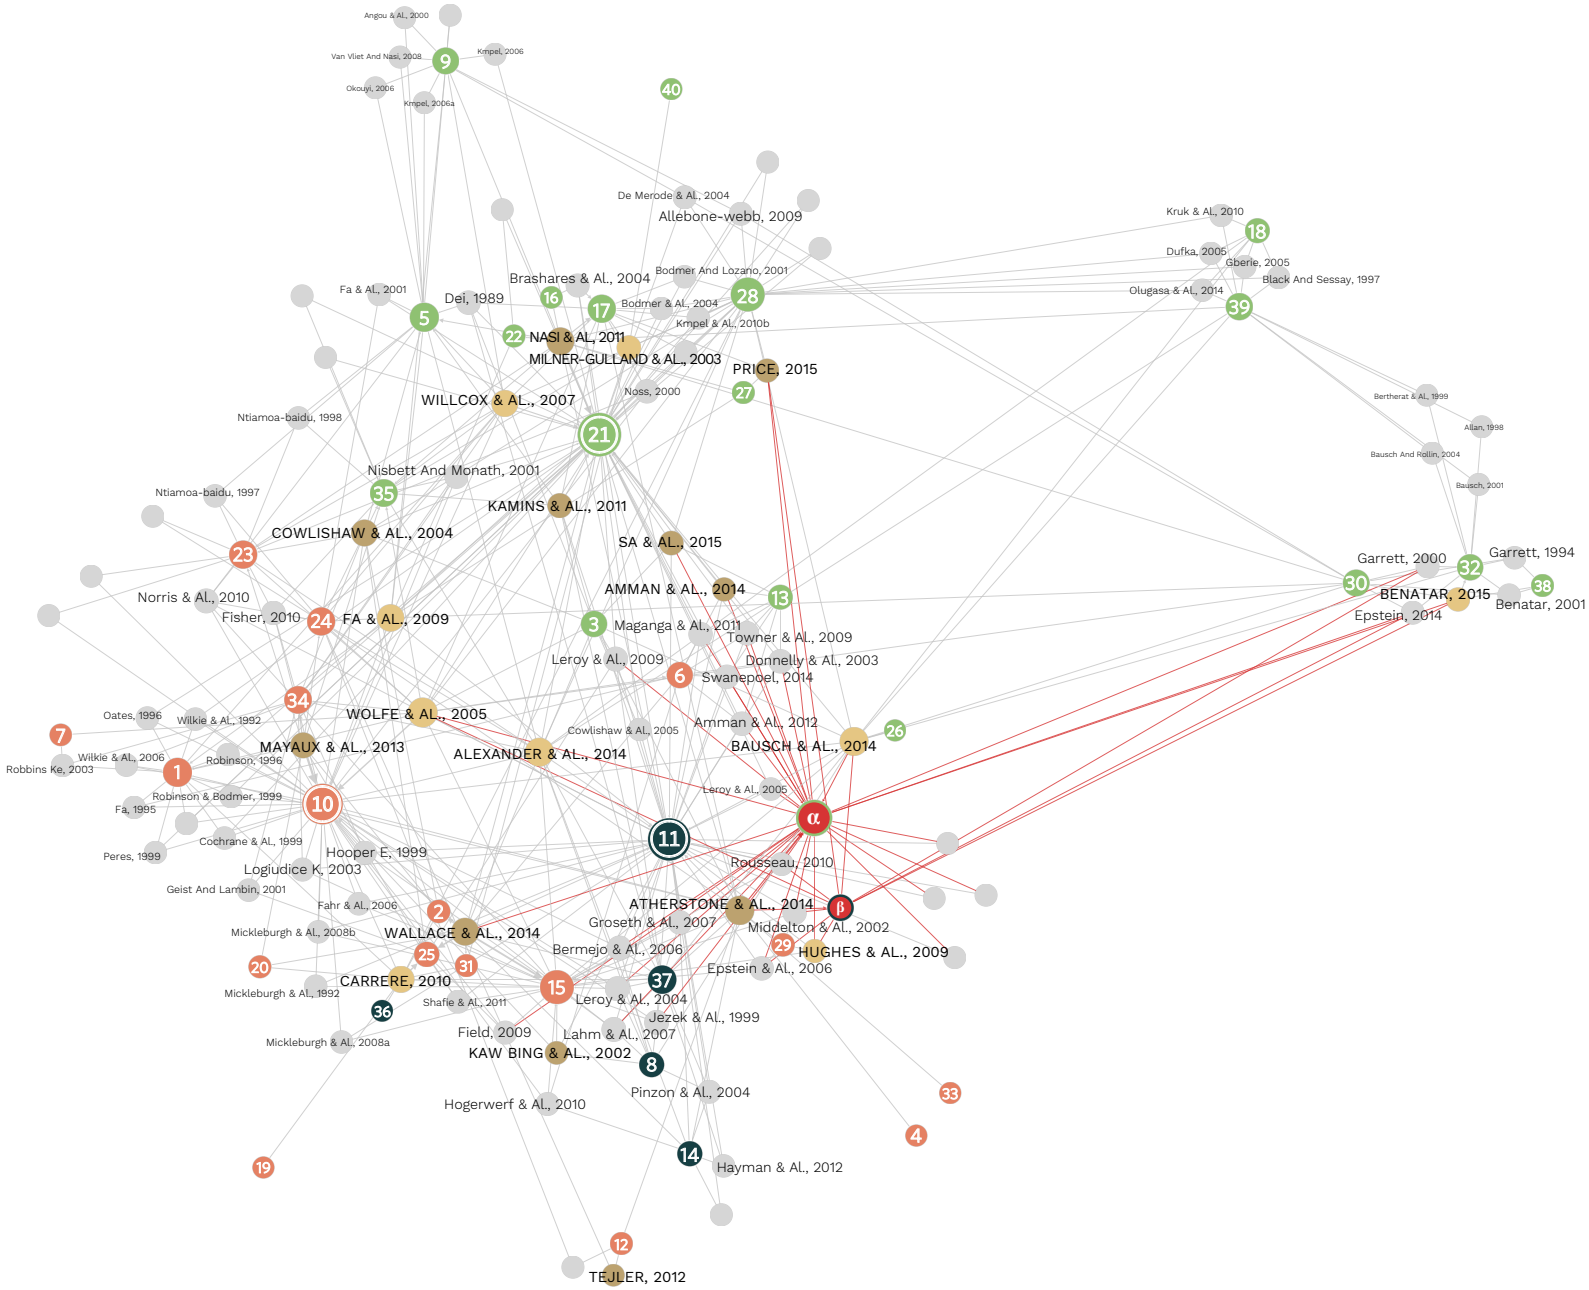 Angou & Al., 2000
Van Vliet And Nasi, 2008
9
Kmpel, 2006
Okouyi, 2006
Kmpel, 2006a
40
De Merode & Al., 2004
Allebone-webb, 2009
Kruk & Al., 2010
18
Dufka, 2005
Gberie, 2005
Black And Sessay, 1997
Olugasa & Al., 2014
39
Brashares & Al., 2004
Bodmer And Lozano, 2001
Fa & Al., 2001
Dei, 1989
16
17
Bodmer & Al., 2004
28
5
Kmpel & Al., 2010b
22
NASI & AL, 2011
MILNER-GULLAND & AL., 2003
PRICE, 2015
Noss, 2000
27
WILLCOX & AL., 2007
Bertherat & Al., 1999
Ntiamoa-baidu, 1998
21
Allan, 1998
Bausch And Rollin, 2004
Nisbett And Monath, 2001
Bausch, 2001
Ntiamoa-baidu, 1997
35
KAMINS & AL., 2011
COWLISHAW & AL., 2004
SA & AL., 2015
23
Garrett, 2000
Garrett, 1994
32
30
38
AMMAN & AL., 2014
BENATAR, 2015
Norris & Al., 2010
13
Benatar, 2001
Fisher, 2010
24
FA & AL., 2009
3
Maganga & Al., 2011
Epstein, 2014
Towner & Al., 2009
Leroy & Al., 2009
Donnelly & Al., 2003
6
Swanepoel, 2014
34
Oates, 1996
Wilkie & Al., 1992
WOLFE & AL., 2005
7
Cowlishaw & Al., 2005
Amman & Al., 2012
26
MAYAUX & AL., 2013
ALEXANDER & AL., 2014
BAUSCH & AL., 2014
Wilkie & Al., 2006
Robinson, 1996
Robbins Ke, 2003
1
Leroy & Al., 2005
Robinson & Bodmer, 1999
Fa, 1995
10
α
Cochrane & Al., 1999
11
Peres, 1999
Hooper E, 1999
Logiudice K, 2003
Rousseau, 2010
Geist And Lambin, 2001
Fahr & Al., 2006
2
ATHERSTONE & AL., 2014
β
Groseth & Al., 2007
Middelton & Al., 2002
Mickleburgh & Al., 2008b
WALLACE & AL., 2014
Bermejo & Al., 2006
29
HUGHES & AL., 2009
25
20
31
Epstein & Al., 2006
CARRERE, 2010
37
Mickleburgh & Al., 1992
15
Leroy & Al., 2004
Shafie & Al., 2011
36
Jezek & Al., 1999
Field, 2009
Lahm & Al., 2007
Mickleburgh & Al., 2008a
KAW BING & AL., 2002
8
Pinzon & Al., 2004
33
Hogerwerf & Al., 2010
4
14
19
Hayman & Al., 2012
12
TEJLER, 2012